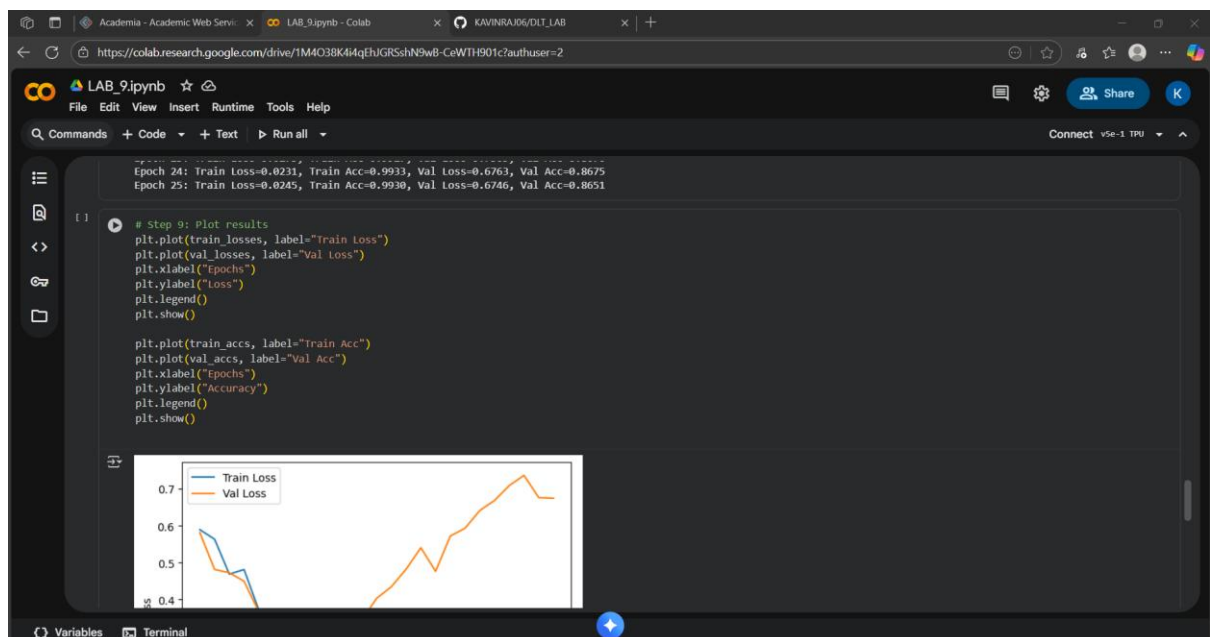 Academia - Academic Web Servic
LAB_9.ipynb - Colab
KAVINRAJ06/DLT_LAB
https://colab.research.google.com/drive/1M4O38K4i4qEhJGRSshN9wB-CeWTH901c?authuser=2
CO
LAB_9.ipynb
File Edit View Insert Runtime Tools Help
Share
K
Commands + Code + Text Run all
Connect v5e-1 TPU
Epoch 24: Train Loss=0.0231, Train Acc=0.9933, Val Loss=0.6763, Val Acc=0.8675
Epoch 25: Train Loss=0.0245, Train Acc=0.9930, Val Loss=0.6746, Val Acc=0.8651
[ ]
# Step 9: Plot results
plt.plot(train_losses, label="Train Loss")
plt.plot(val_losses, label="Val Loss")
plt.xlabel("Epochs")
plt.ylabel("Loss")
plt.legend()
plt.show()
plt.plot(train_accs, label="Train Acc")
plt.plot(val_accs, label="Val Acc")
plt.xlabel("Epochs")
plt.ylabel("Accuracy")
plt.legend()
plt.show()
Train Loss
Val Loss
0.7
0.6
0.5
0.4
Variables Terminal